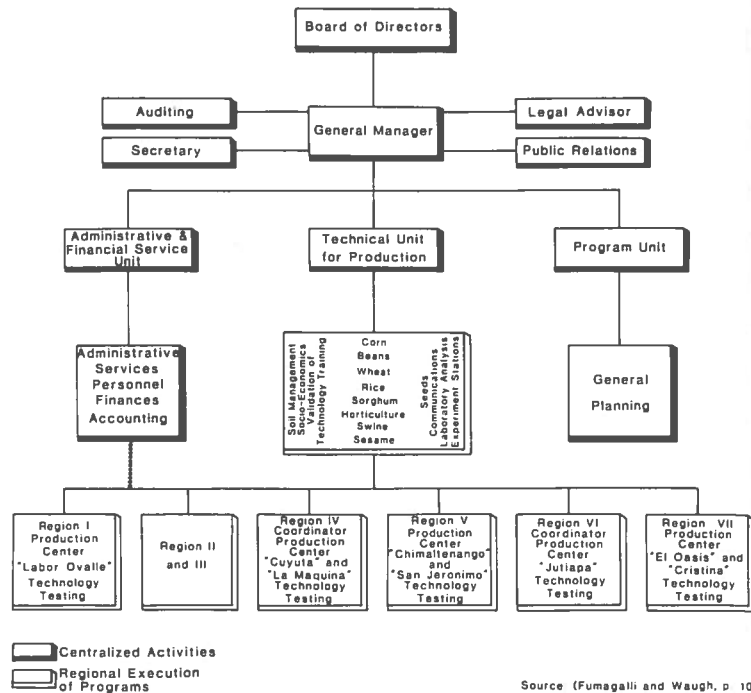 Board of Directors
Auditing
General Manager
Legal Advisor
Secretary
Public Relations
Administrative &
Financial Service
Unit
Technical Unit
for Production
Program Unit
Administrative
Services
Personnel
Finances
Accounting
Soil Management
Socio-Economics
Validation of
Technology Training
Corn
Beans
Wheat
Rice
Sorghum
Horticulture
Swine
Sesame
Seeds
Communications
Laboratory Analysis
Experiment Stations
General
Planning
Region I
Production
Center
"Labor Ovalle"
Technology
Testing
Region II
and III
Region IV
Coordinator
Production
Center
"Cuyuta" and
"La Maquina"
Technology
Testing
Region V
Production
Center
"Chimaltenango"
and
"San Jeronimo"
Technology
Testing
Region VI
Coordinator
Production
Center
"Jutiapa"
Technology
Testing
Region VII
Production
Center
"El Oasis" and
"Cristina"
Technology
Testing
Centralized Activities
Regional Execution
of Programs
Source (Fumagalli and Waugh, p. 10